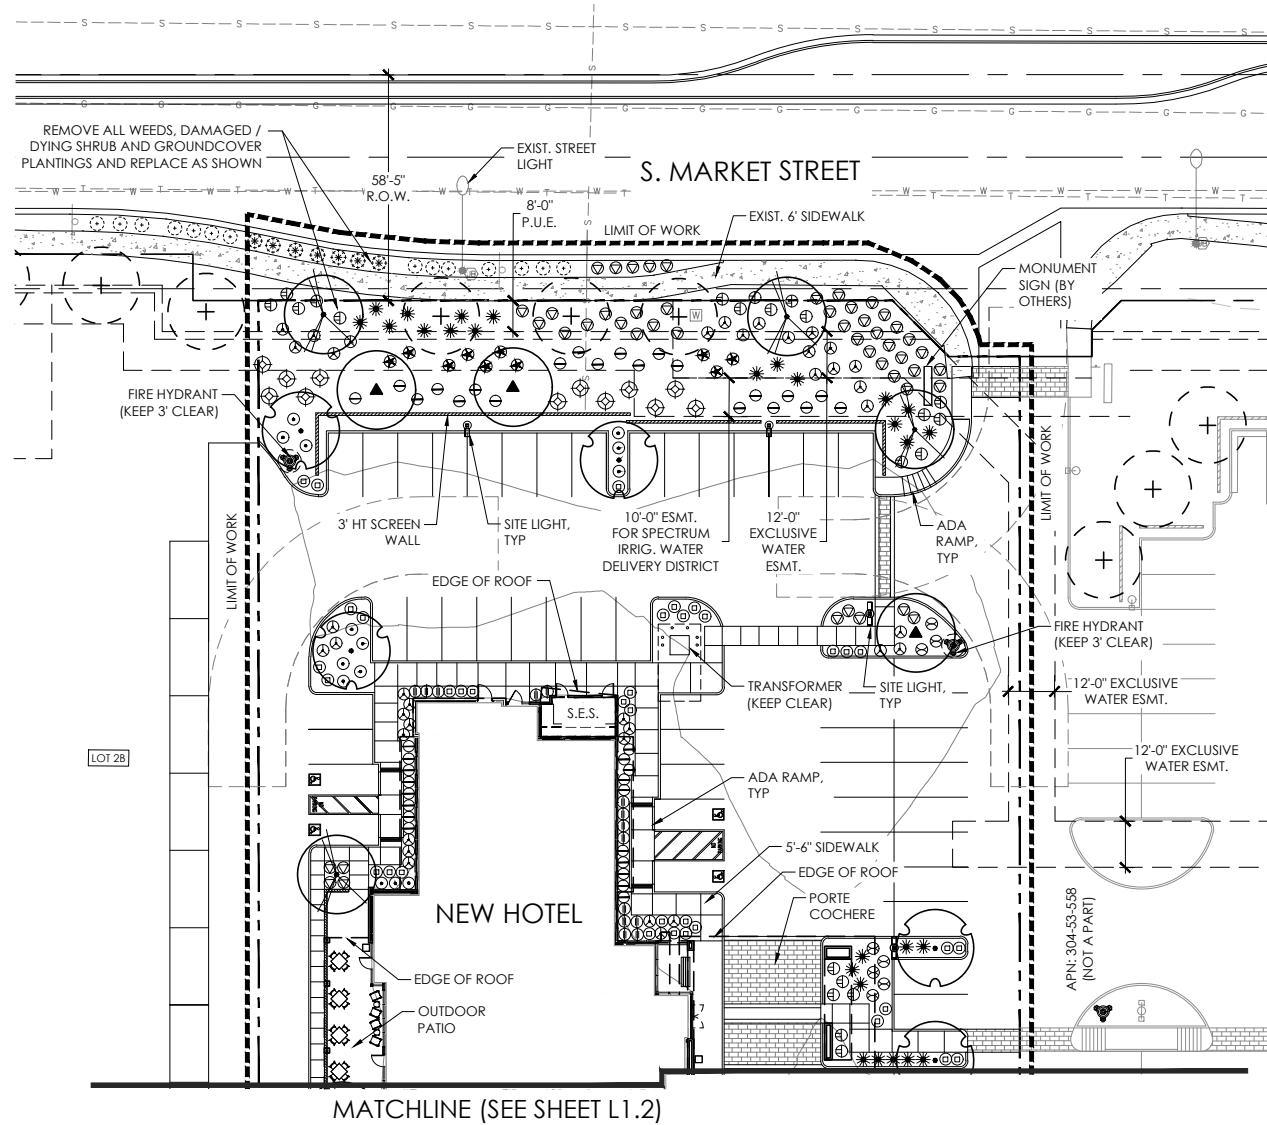 S S S S S S S S S S S S S S S S
S
G G G G G G G G G G G G G G G G
REMOVE ALL WEEDS, DAMAGED /
DYING SHRUB AND GROUNDCOVER
PLANTINGS AND REPLACE AS SHOWN
EXIST. STREET
LIGHT
S. MARKET STREET
58'-5"
R.O.W.
8'-0"
P.U.E.
EXIST. 6' SIDEWALK
LIMIT OF WORK
MONUMENT
SIGN (BY
OTHERS)
W
FIRE HYDRANT
(KEEP 3' CLEAR)
LIMIT OF WORK
LIMIT OF WORK
3' HT SCREEN
WALL
SITE LIGHT,
TYP
10'-0" ESMT.
FOR SPECTRUM
IRRIG. WATER
DELIVERY DISTRICT
12'-0"
EXCLUSIVE
WATER
ESMT.
ADA
RAMP,
TYP
EDGE OF ROOF
FIRE HYDRANT
(KEEP 3' CLEAR)
TRANSFORMER
(KEEP CLEAR)
SITE LIGHT,
TYP
12'-0" EXCLUSIVE
WATER ESMT.
S.E.S.
LOT 2B
12'-0" EXCLUSIVE
WATER ESMT.
ADA RAMP,
TYP
5'-6" SIDEWALK
EDGE OF ROOF
PORTE
COCHERE
NEW HOTEL
APN: 304-53-558
(NOT A PART)
EDGE OF ROOF
OUTDOOR
PATIO
MATCHLINE (SEE SHEET L1.2)